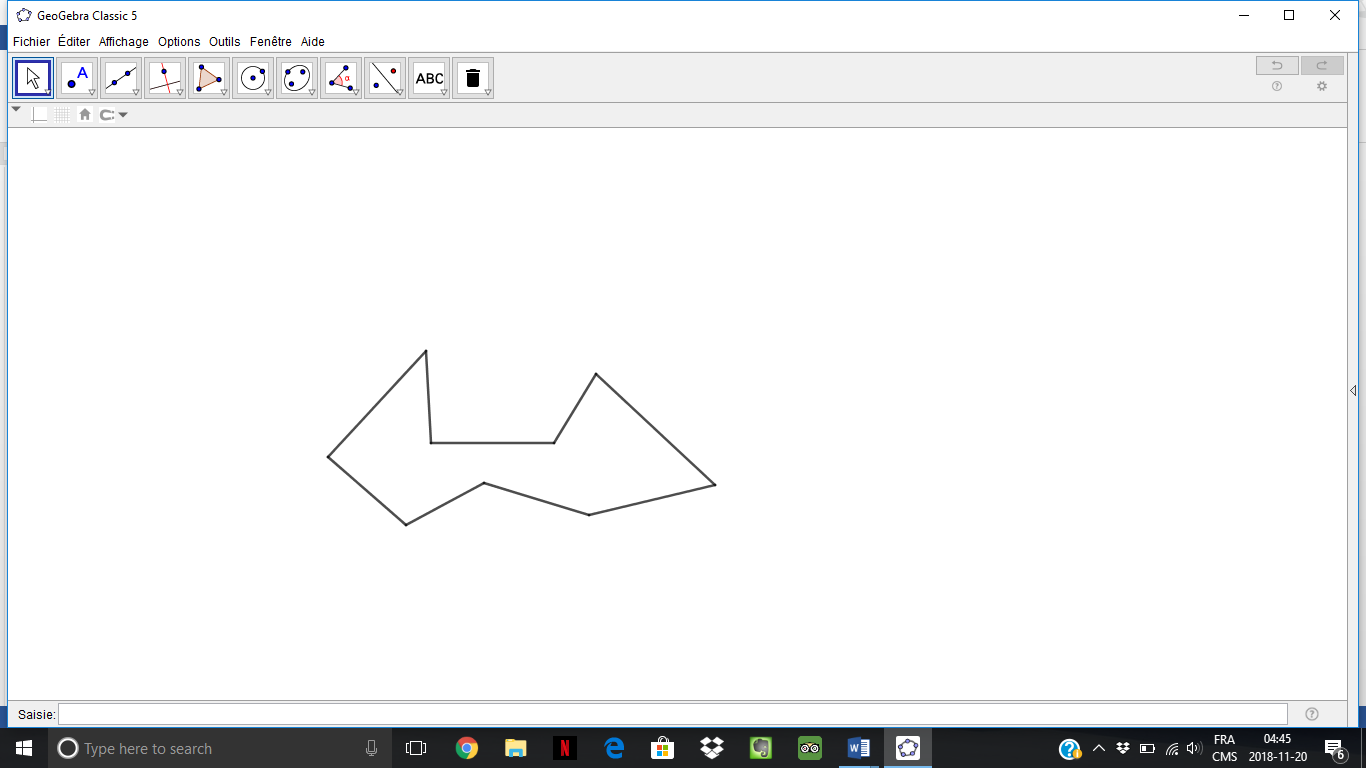 GeoGebra Classic 5
Fichier Éditer Affichage Options Outils Fenêtre Aide
A α ABC
Saisie:
Type here to search
N
FRA 04:45
CMS 2018-11-20
6